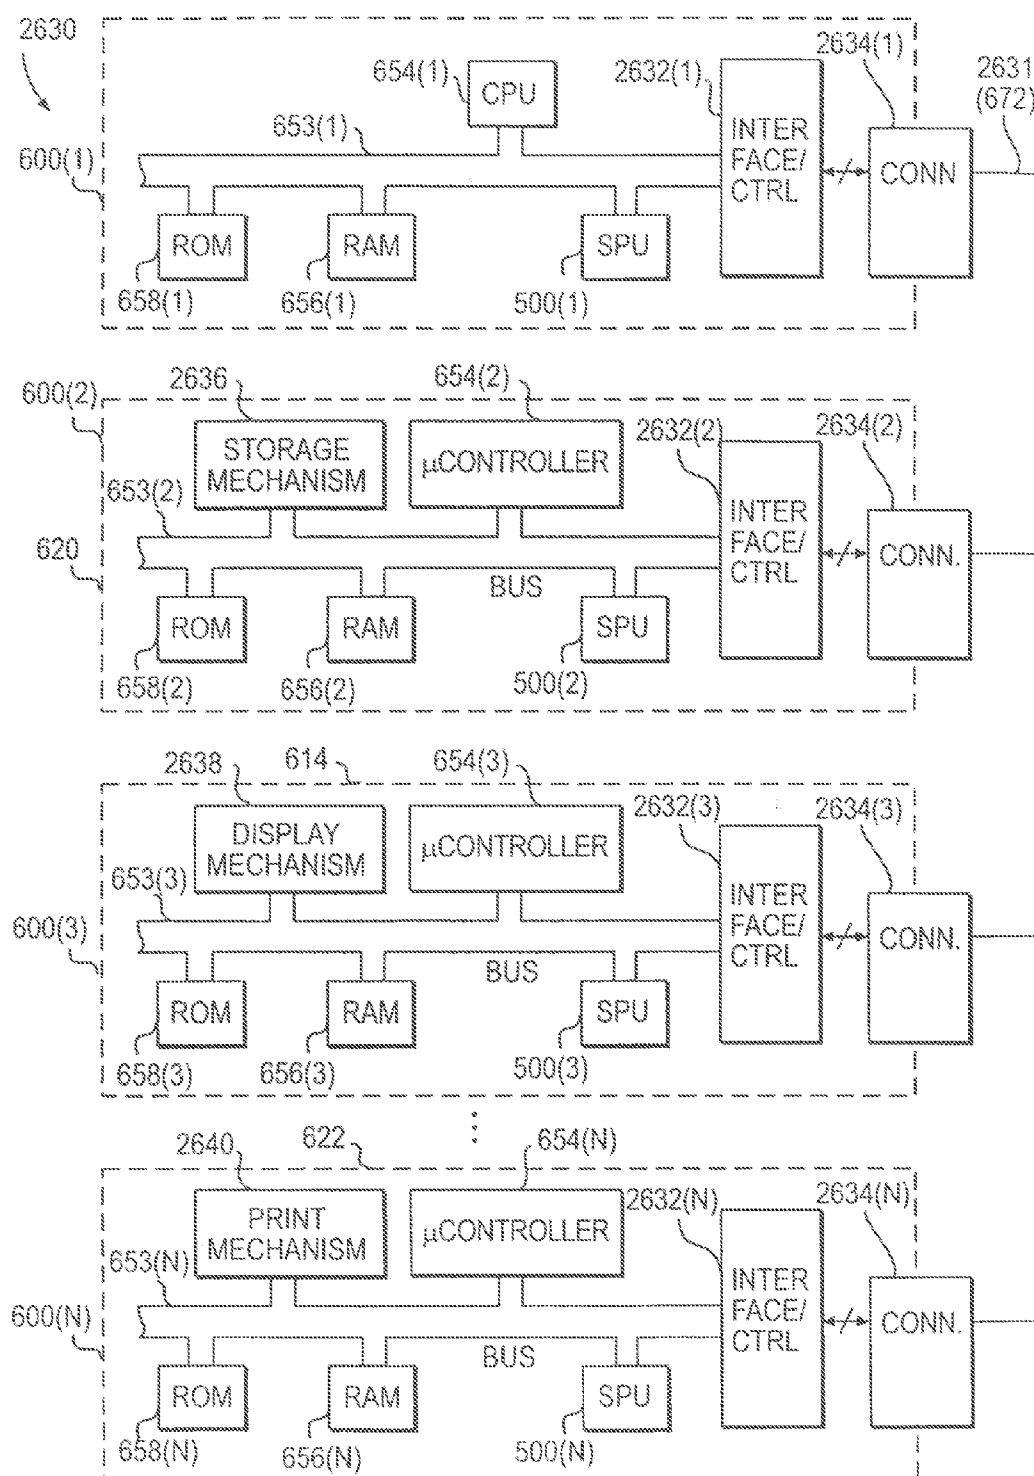 2630
2634(1)
2631
(672)
654(1)
2632(1)
CPU
653(1)
INTER
FACE/
CTRL
CONN
600(1)
ROM
RAM
SPU
658(1)
656(1)
500(1)
600(2)
2636
654(2)
2632(2)
2634(2)
STORAGE
MECHANISM
µCONTROLLER
653(2)
INTER
FACE/
CTRL
CONN.
620
BUS
ROM
RAM
SPU
658(2)
656(2)
500(2)
2638
614
654(3)
2632(3)
2634(3)
DISPLAY
MECHANISM
µCONTROLLER
653(3)
INTER
FACE/
CTRL
CONN.
600(3)
BUS
ROM
RAM
SPU
658(3)
656(3)
500(3)
2640
622
654(N)
2632(N)
2634(N)
PRINT
MECHANISM
µCONTROLLER
653(N)
INTER
FACE/
CTRL
CONN.
600(N)
BUS
ROM
RAM
SPU
658(N)
656(N)
500(N)